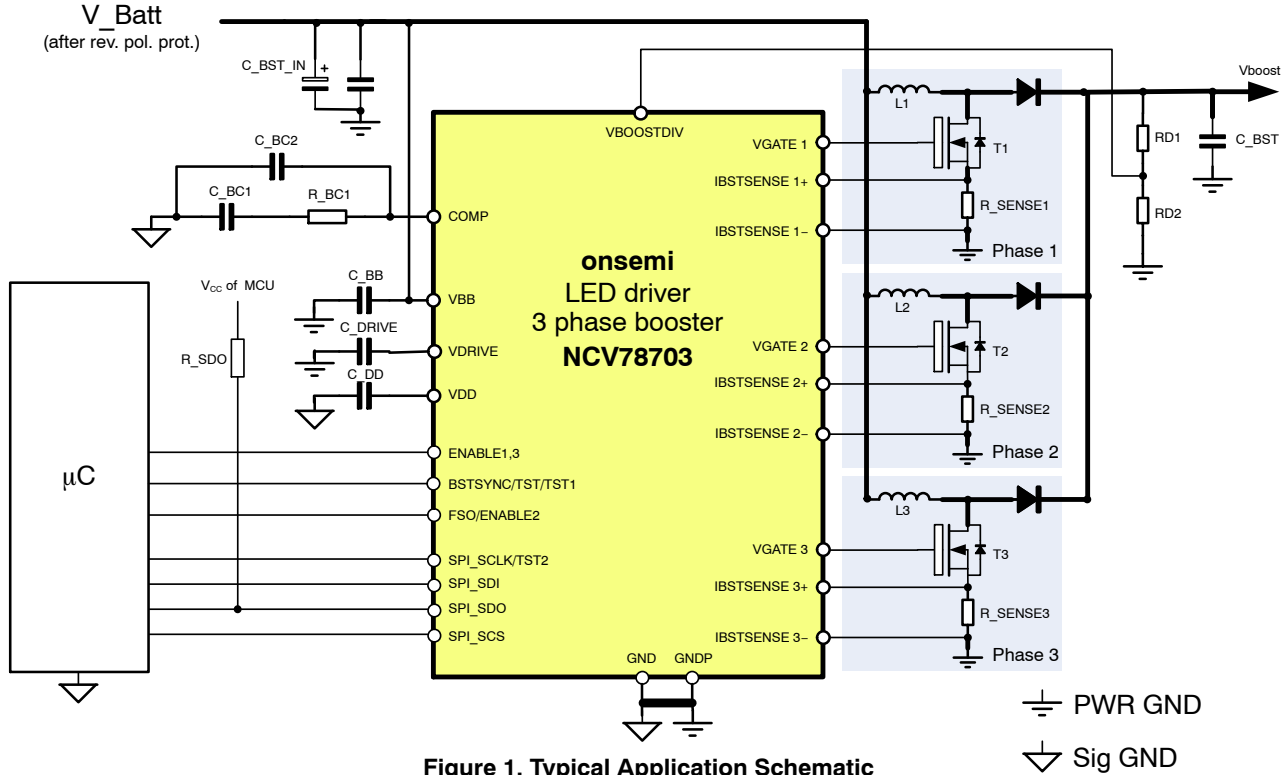 V_Batt
(after rev. pol. prot.)
C_BST_IN
+
C_BC2
C_BC1
R_BC1
COMP
C_BB
VBB
C_DRIVE
VDRIVE
C_DD
VDD
VCC of MCU
R_SDO
µC
ENABLE1,3
BSTSYNC/TST/TST1
FSO/ENABLE2
SPI_SCLK/TST2
SPI_SDI
SPI_SDO
SPI_SCS
VBOOSTDIV
onsemi
LED driver
3 phase booster
NCV78703
GND
GNDP
VGATE 1
IBSTSENSE 1+
IBSTSENSE 1−
VGATE 2
IBSTSENSE 2+
IBSTSENSE 2−
VGATE 3
IBSTSENSE 3+
IBSTSENSE 3−
L1
T1
R_SENSE1
Phase 1
L2
T2
R_SENSE2
Phase 2
L3
T3
R_SENSE3
Phase 3
Vboost
RD1
C_BST
RD2
PWR GND
Sig GND
Figure 1. Typical Application Schematic